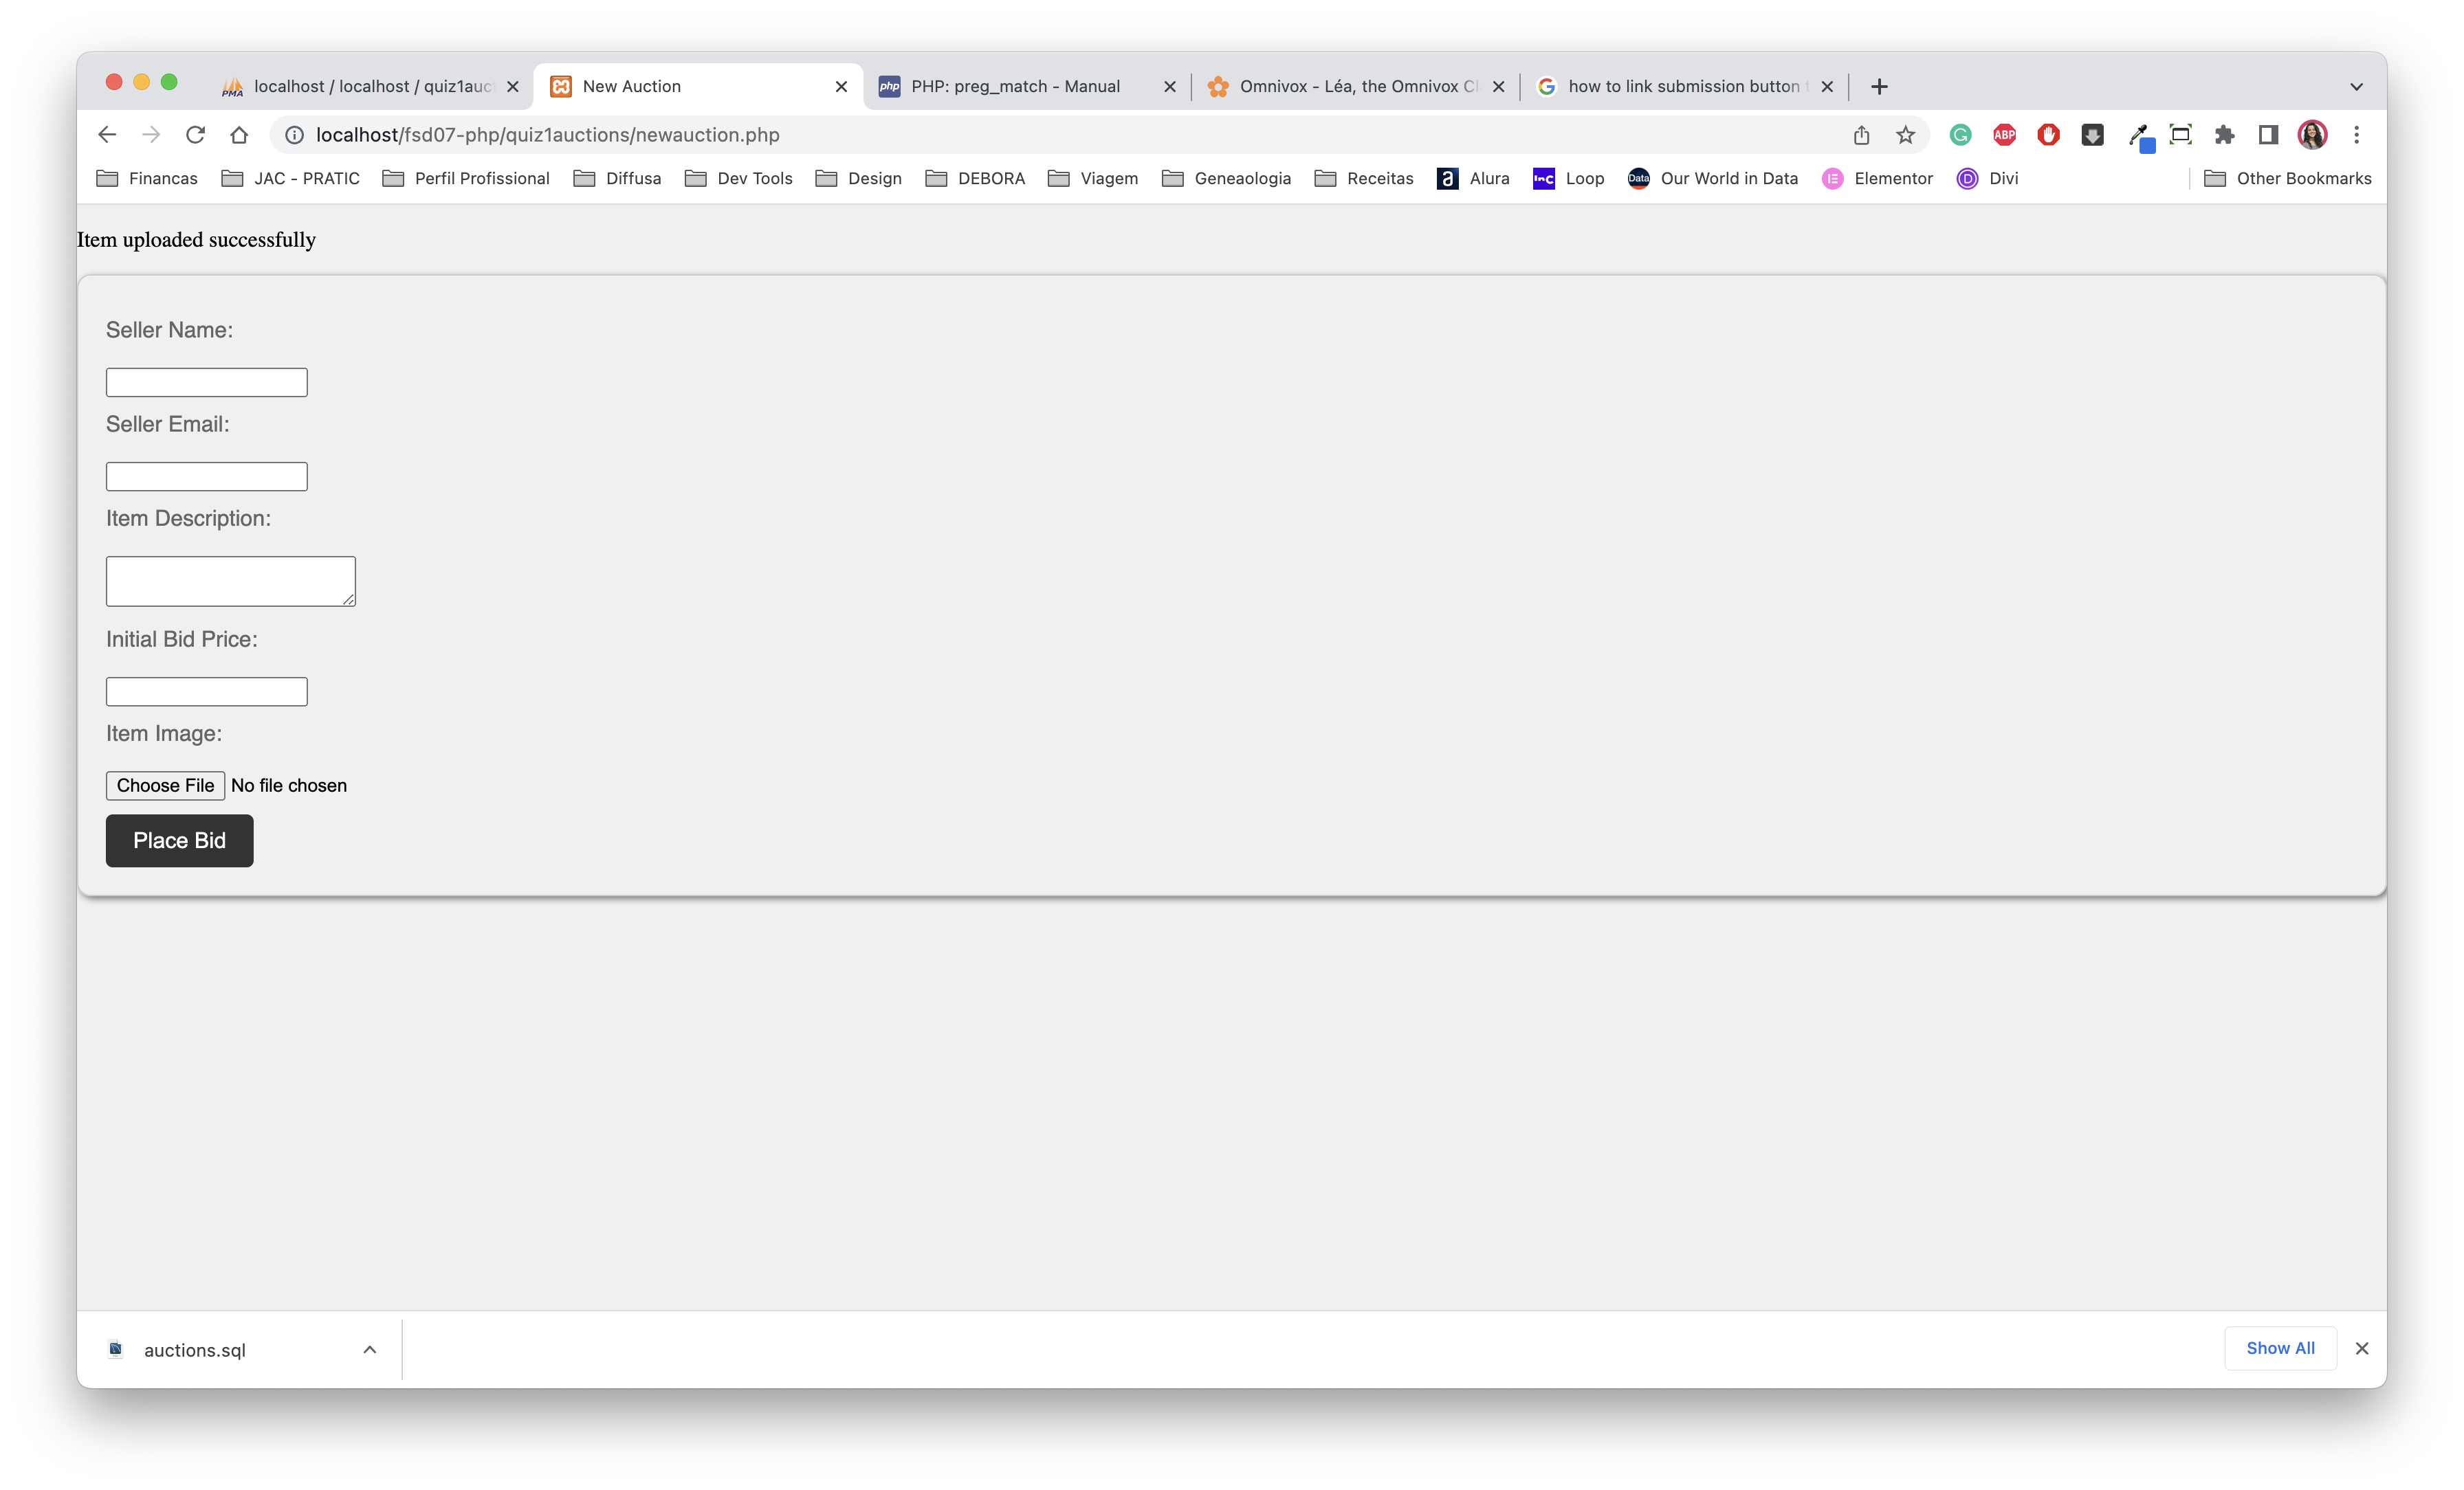 localhost / localhost / quiz1auc
New Auction
PHP: preg_match - Manual
Omnivox - Léa, the Omnivox Cl
how to link submission button t
localhost/fsd07-php/quiz1auctions/newauction.php
ABP
Financas JAC - PRATIC Perfil Profissional Diffusa Dev Tools Design DEBORA Viagem Geneaologia Receitas Alura Loop Our World in Data Elementor Divi Other Bookmarks
Item uploaded successfully
Seller Name:
Seller Email:
Item Description:
Initial Bid Price:
Item Image:
Choose File No file chosen
Place Bid
auctions.sql
Show All